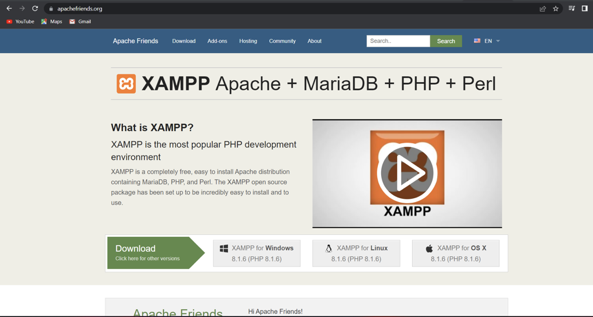 apachefriends.org
YouTube Maps Gmail
Apache Friends Download Add-ons Hosting Community About Search... Search EN
XAMPP Apache + MariaDB + PHP + Perl
What is XAMPP?
XAMPP is the most popular PHP development
environment
XAMPP is a completely free, easy to install Apache distribution
containing MariaDB, PHP, and Perl. The XAMPP open source
package has been set up to be incredibly easy to install and to
use.
XAMPP
Download
Click here for other versions
XAMPP for Windows
8.1.6 (PHP 8.1.6)
XAMPP for Linux
8.1.6 (PHP 8.1.6)
XAMPP for OS X
8.1.6 (PHP 8.1.6)
Apache Friends
Hi Apache Friends!